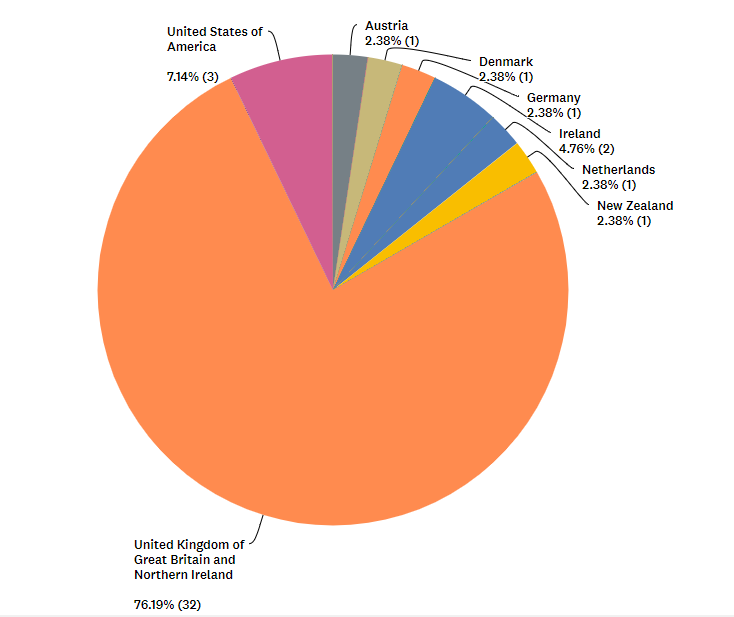 United States of
America
7.14% (3)
Austria
2.38% (1)
Denmark
2.38% (1)
Germany
2.38% (1)
Ireland
4.76% (2)
Netherlands
2.38% (1)
New Zealand
2.38% (1)
United Kingdom of
Great Britain and
Northern Ireland
76.19% (32)